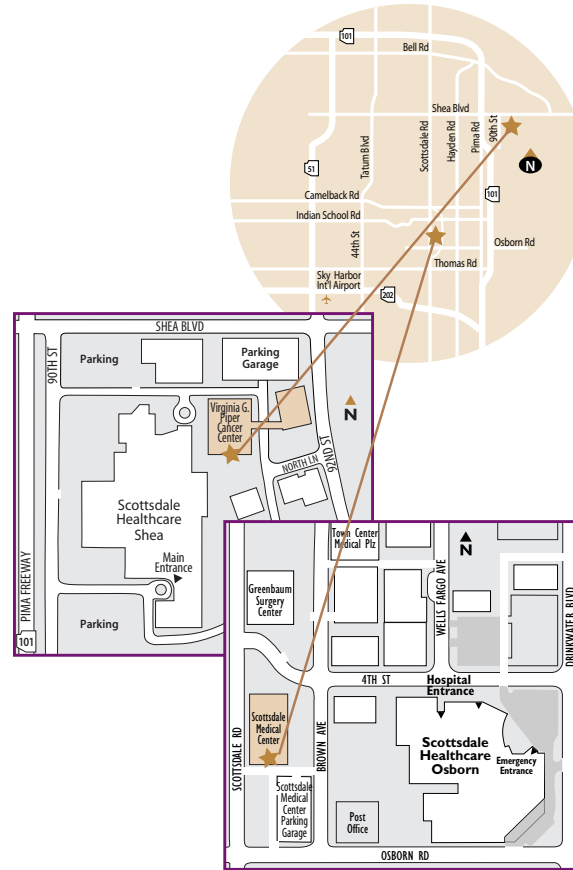 101
Bell Rd
Shea Blvd
Tatum Blvd
Scottsdale Rd
Hayden Rd
Pima Rd
90th St
N
51
101
Camelback Rd
Indian School Rd
44th St
Osborn Rd
Thomas Rd
Sky Harbor
Int'l Airport
202
SHEA BLVD
90TH ST
Parking
Parking
Garage
Virginia G.
Piper
Cancer
Center
N
92ND ST
NORTH LN
Scottsdale
Healthcare
Shea
Main
Entrance
PIMA FREEWAY
101
Parking
Town Center
Medical Plz
WELLS FARGO AVE
N
DRINKWATER BLVD
Greenbaum
Surgery
Center
4TH ST
Hospital
Entrance
SCOTTSDALE RD
Scottsdale
Medical
Center
BROWN AVE
Scottsdale
Healthcare
Osborn
Emergency
Entrance
Scottsdale
Medical
Center
Parking
Garage
Post
Office
OSBORN RD